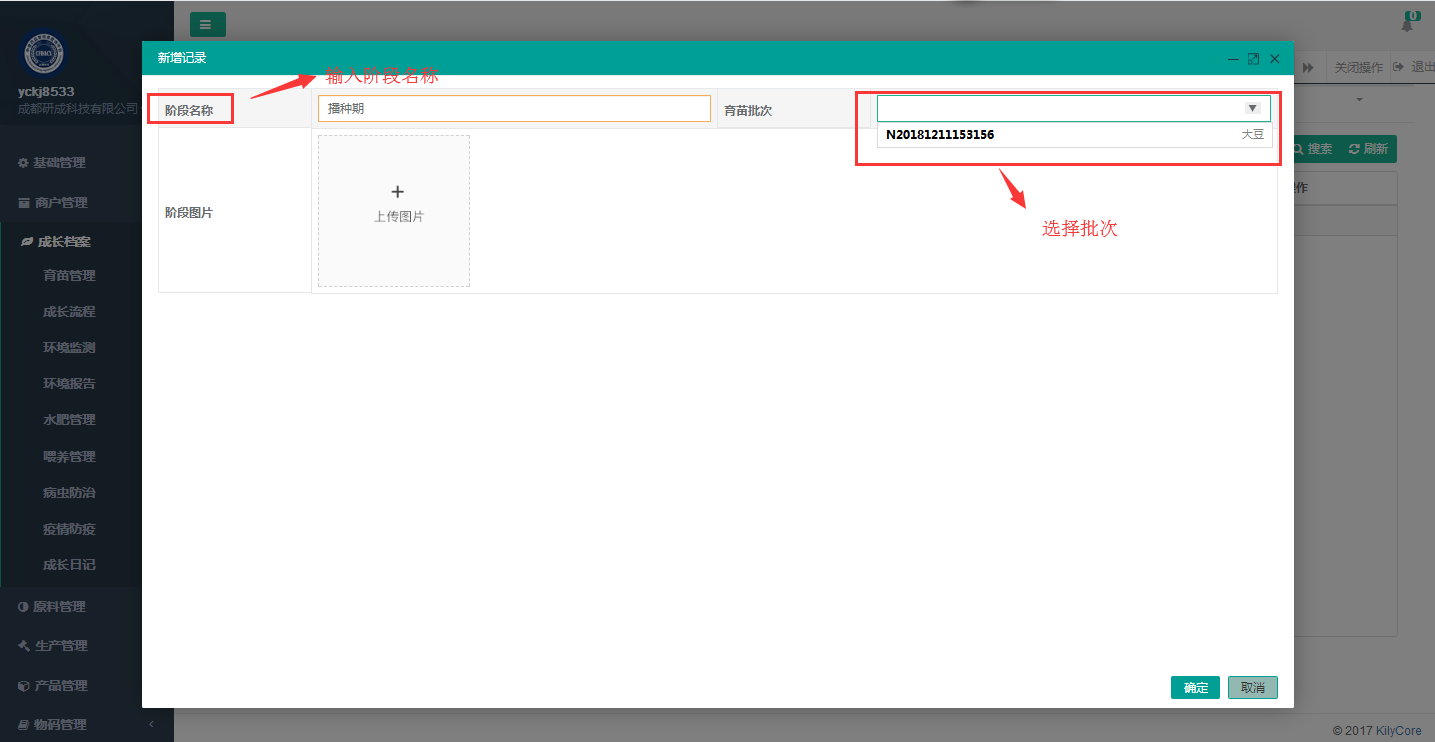 0
yckj8533
成都研成科技有限公司
关闭操作
退出
新增记录
输入阶段名称
阶段名称
播种期
育苗批次
N20181211153156
大豆
搜索
刷新
作
阶段图片
+
上传图片
选择批次
基础管理
商户管理
成长档案
育苗管理
成长流程
环境监测
环境报告
水肥管理
喂养管理
病虫防治
疫情防疫
成长日记
原料管理
生产管理
产品管理
物码管理
确定
取消
© 2017 KilyCore